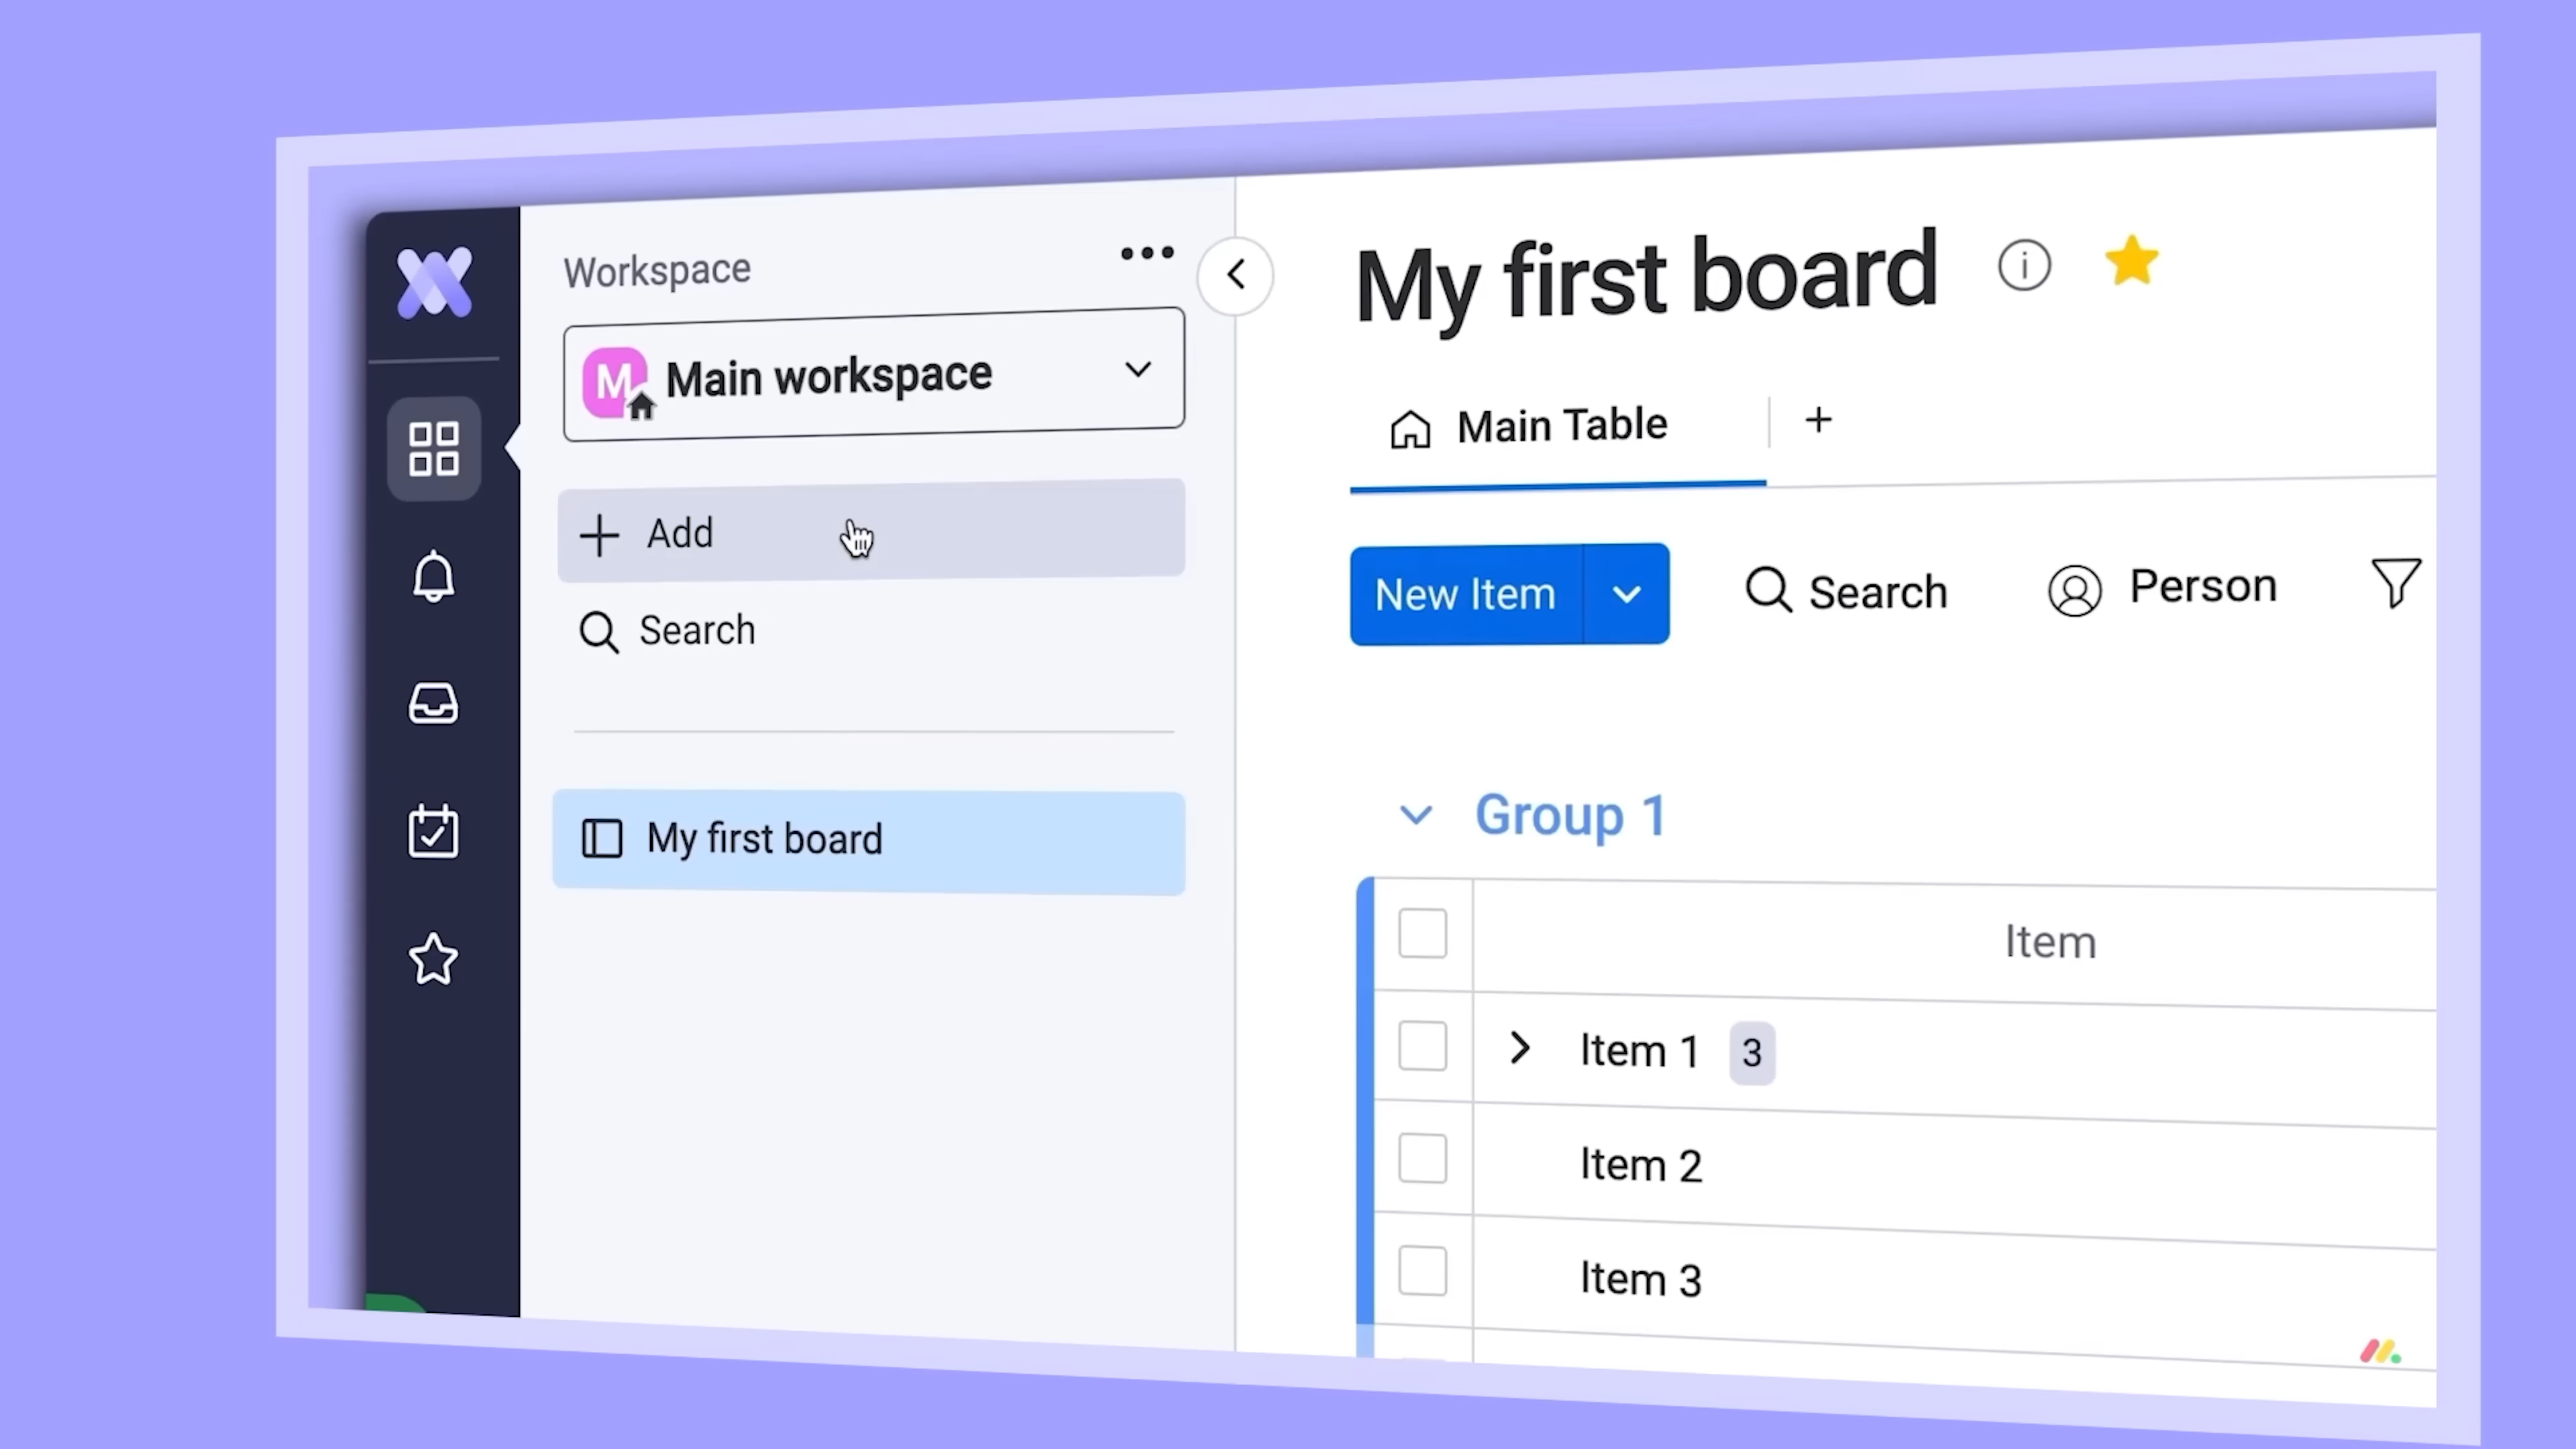 Workspace
M Main workspace
Add
Search
My first board
My first board
Main Table
New Item
Search
Person
Group 1
Item
Item 1 3
Item 2
Item 3